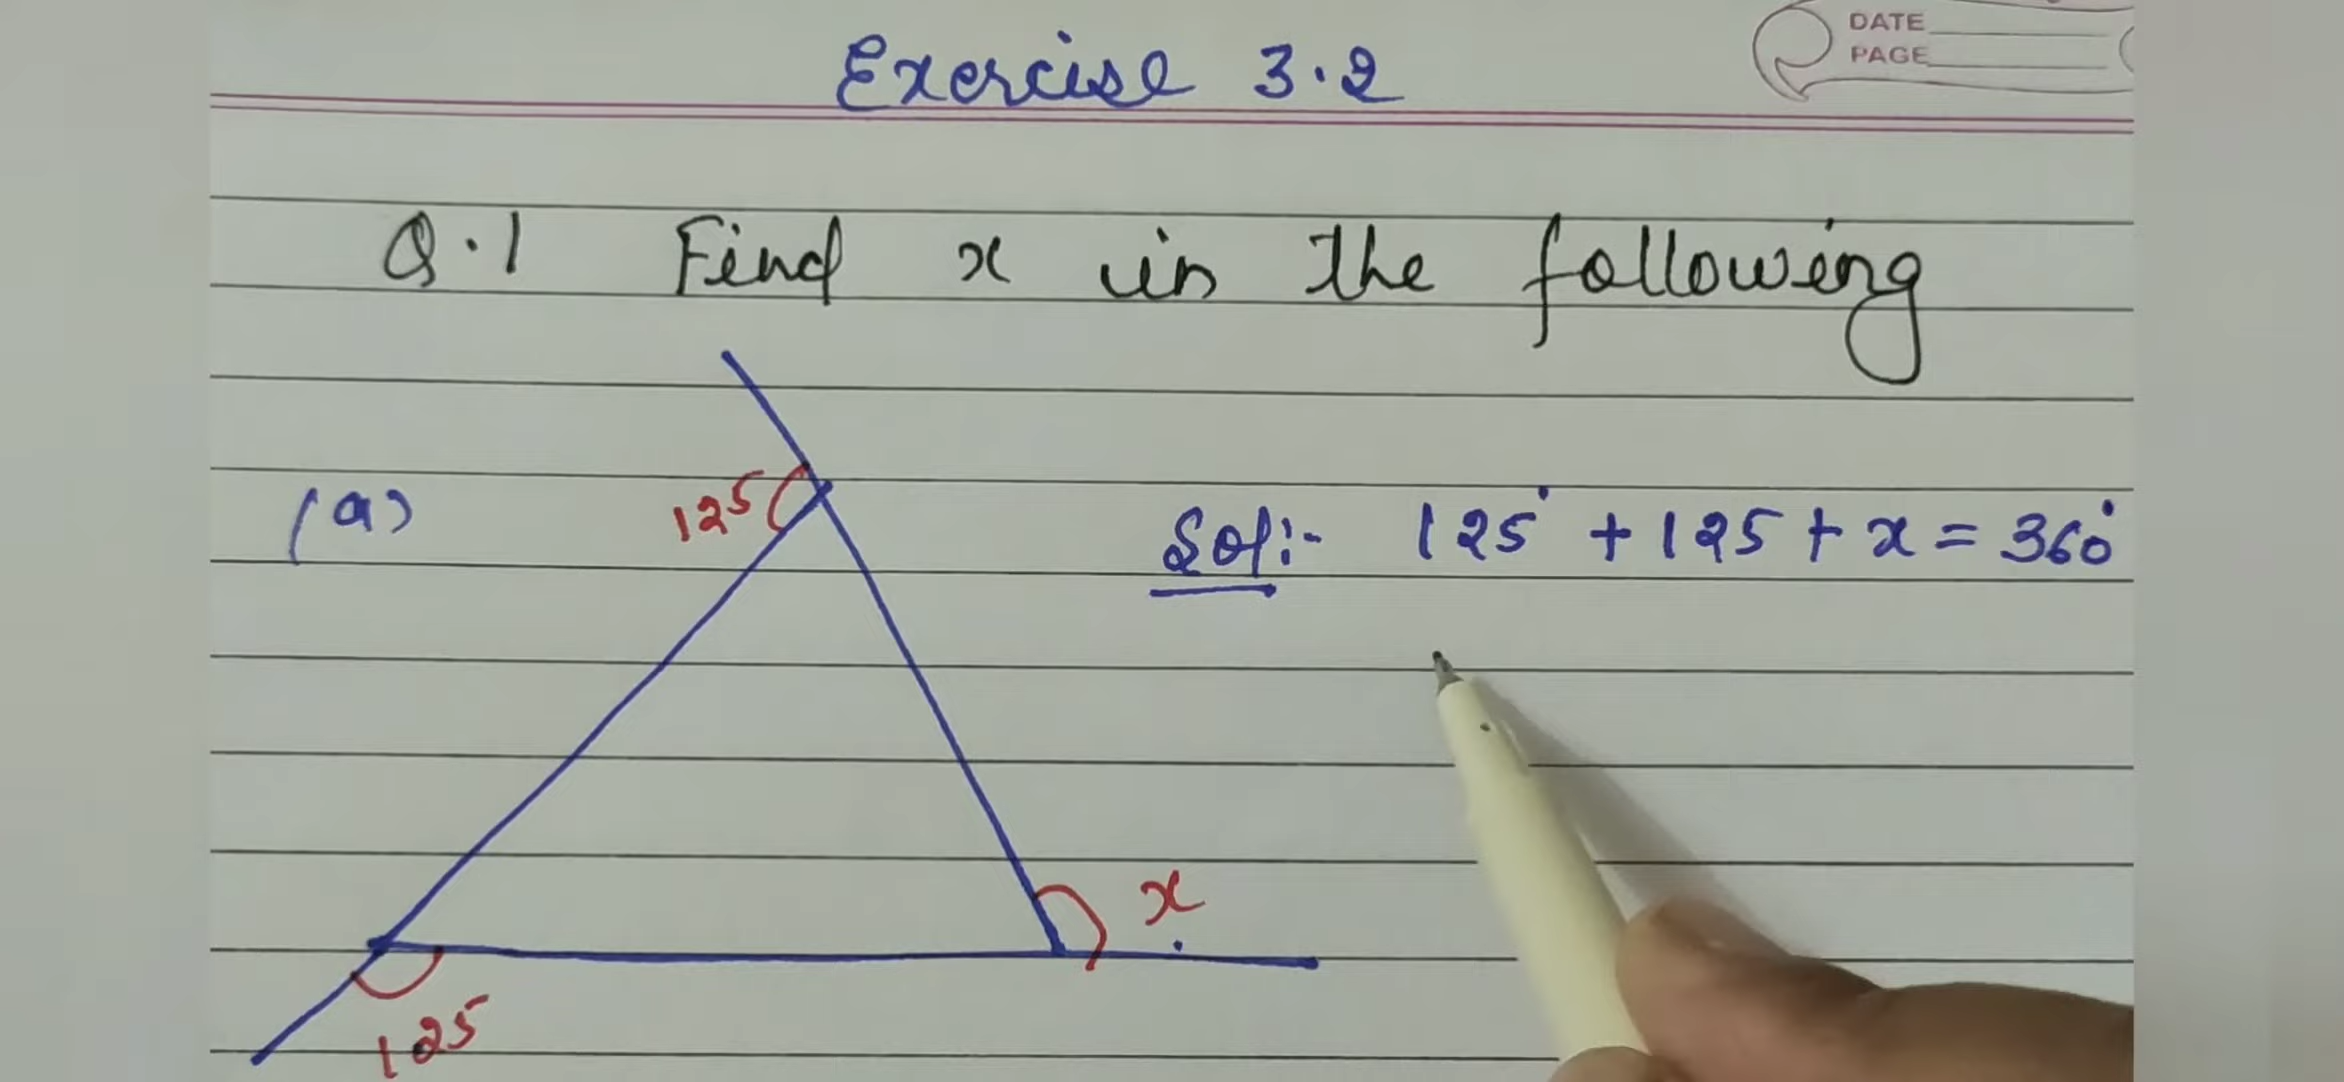 DATE
PAGE
Exercise 3.2
Q.1 Find x in the following
(a)
125
Sol:- 125° + 125 + x = 360°
x
125